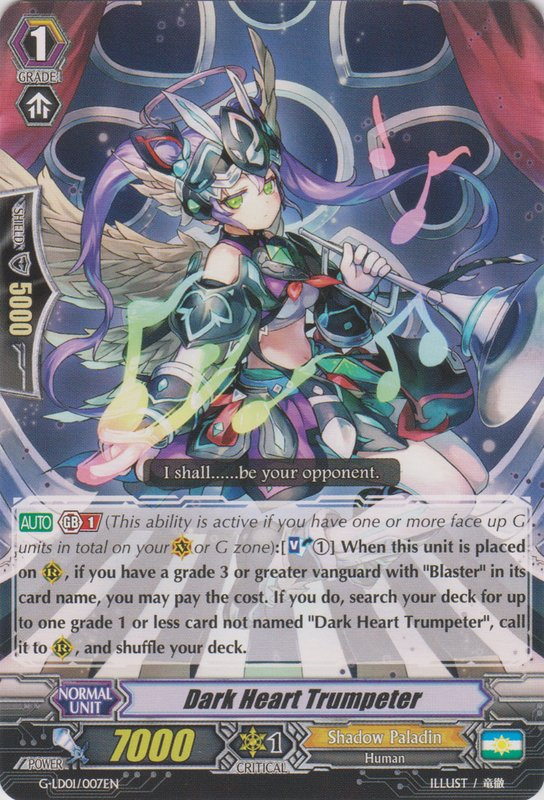 1
GRADE
SHIELD
5000
I shall......be your opponent.
AUTO GB 1 (This ability is active if you have one or more face up G
units in total on your V or G zone):[V ①] When this unit is placed
on R, if you have a grade 3 or greater vanguard with "Blaster" in its
card name, you may pay the cost. If you do, search your deck for up
to one grade 1 or less card not named "Dark Heart Trumpeter", call
it to R, and shuffle your deck.
NORMAL
UNIT
Dark Heart Trumpeter
POWER
7000
1
CRITICAL
Shadow Paladin
Human
G-LD01/007EN
ILLUST / 竜徹